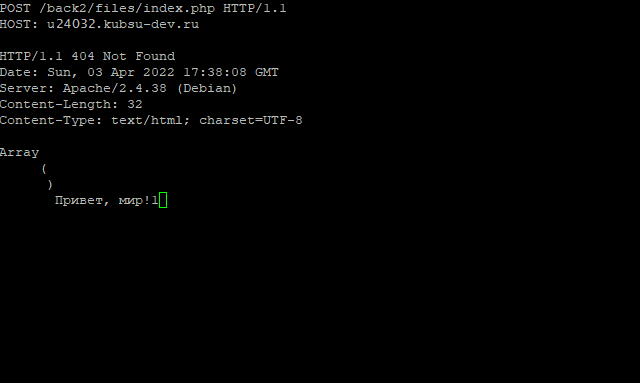 POST /back2/files/index.php HTTP/1.1
HOST: u24032.kubsu-dev.ru
HTTP/1.1 404 Not Found
Date: Sun, 03 Apr 2022 17:38:08 GMT
Server: Apache/2.4.38 (Debian)
Content-Length: 32
Content-Type: text/html; charset=UTF-8
Array
(
)
Привет, мир!1